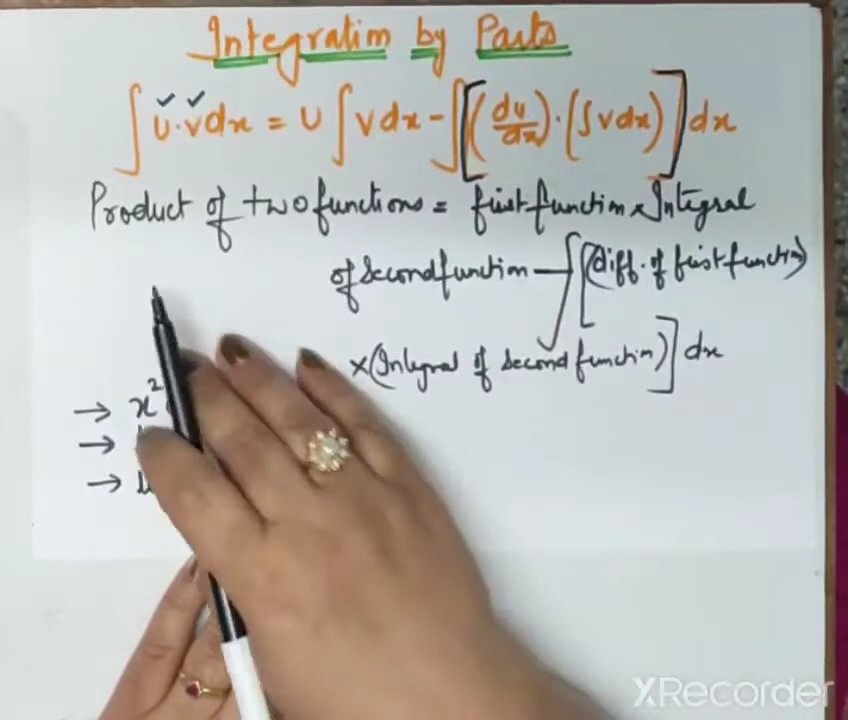 Integration by Parts
∫ u·v dx = u ∫ v dx - ∫ [(du/dx)·(∫ v dx)] dx
Product of two functions = first function × Integral
of second function - ∫ [(diff. of first function)
× (Integral of second function)] dx
→ x²
→
→
XRecorder